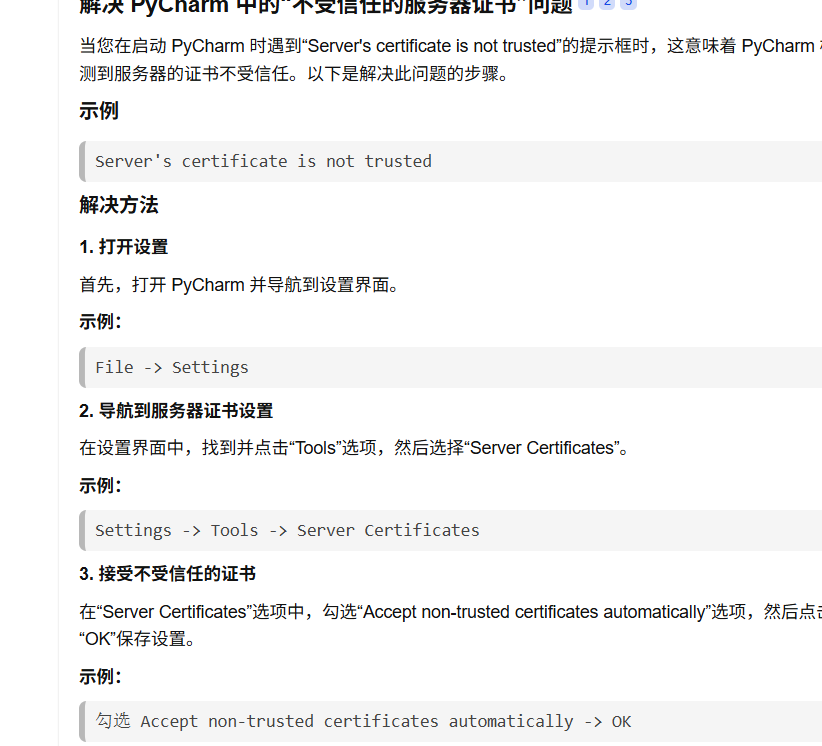 解决 PyCharm 中的“不受信任的服务器证书”问题 1 2 3
当您在启动 PyCharm 时遇到“Server's certificate is not trusted”的提示框时，这意味着 PyCharm
测到服务器的证书不受信任。以下是解决此问题的步骤。
示例
Server's certificate is not trusted
解决方法
1. 打开设置
首先，打开 PyCharm 并导航到设置界面。
示例：
File -> Settings
2. 导航到服务器证书设置
在设置界面中，找到并点击“Tools”选项，然后选择“Server Certificates”。
示例：
Settings -> Tools -> Server Certificates
3. 接受不受信任的证书
在“Server Certificates”选项中，勾选“Accept non-trusted certificates automatically”选项，然后点击
“OK”保存设置。
示例：
勾选 Accept non-trusted certificates automatically -> OK